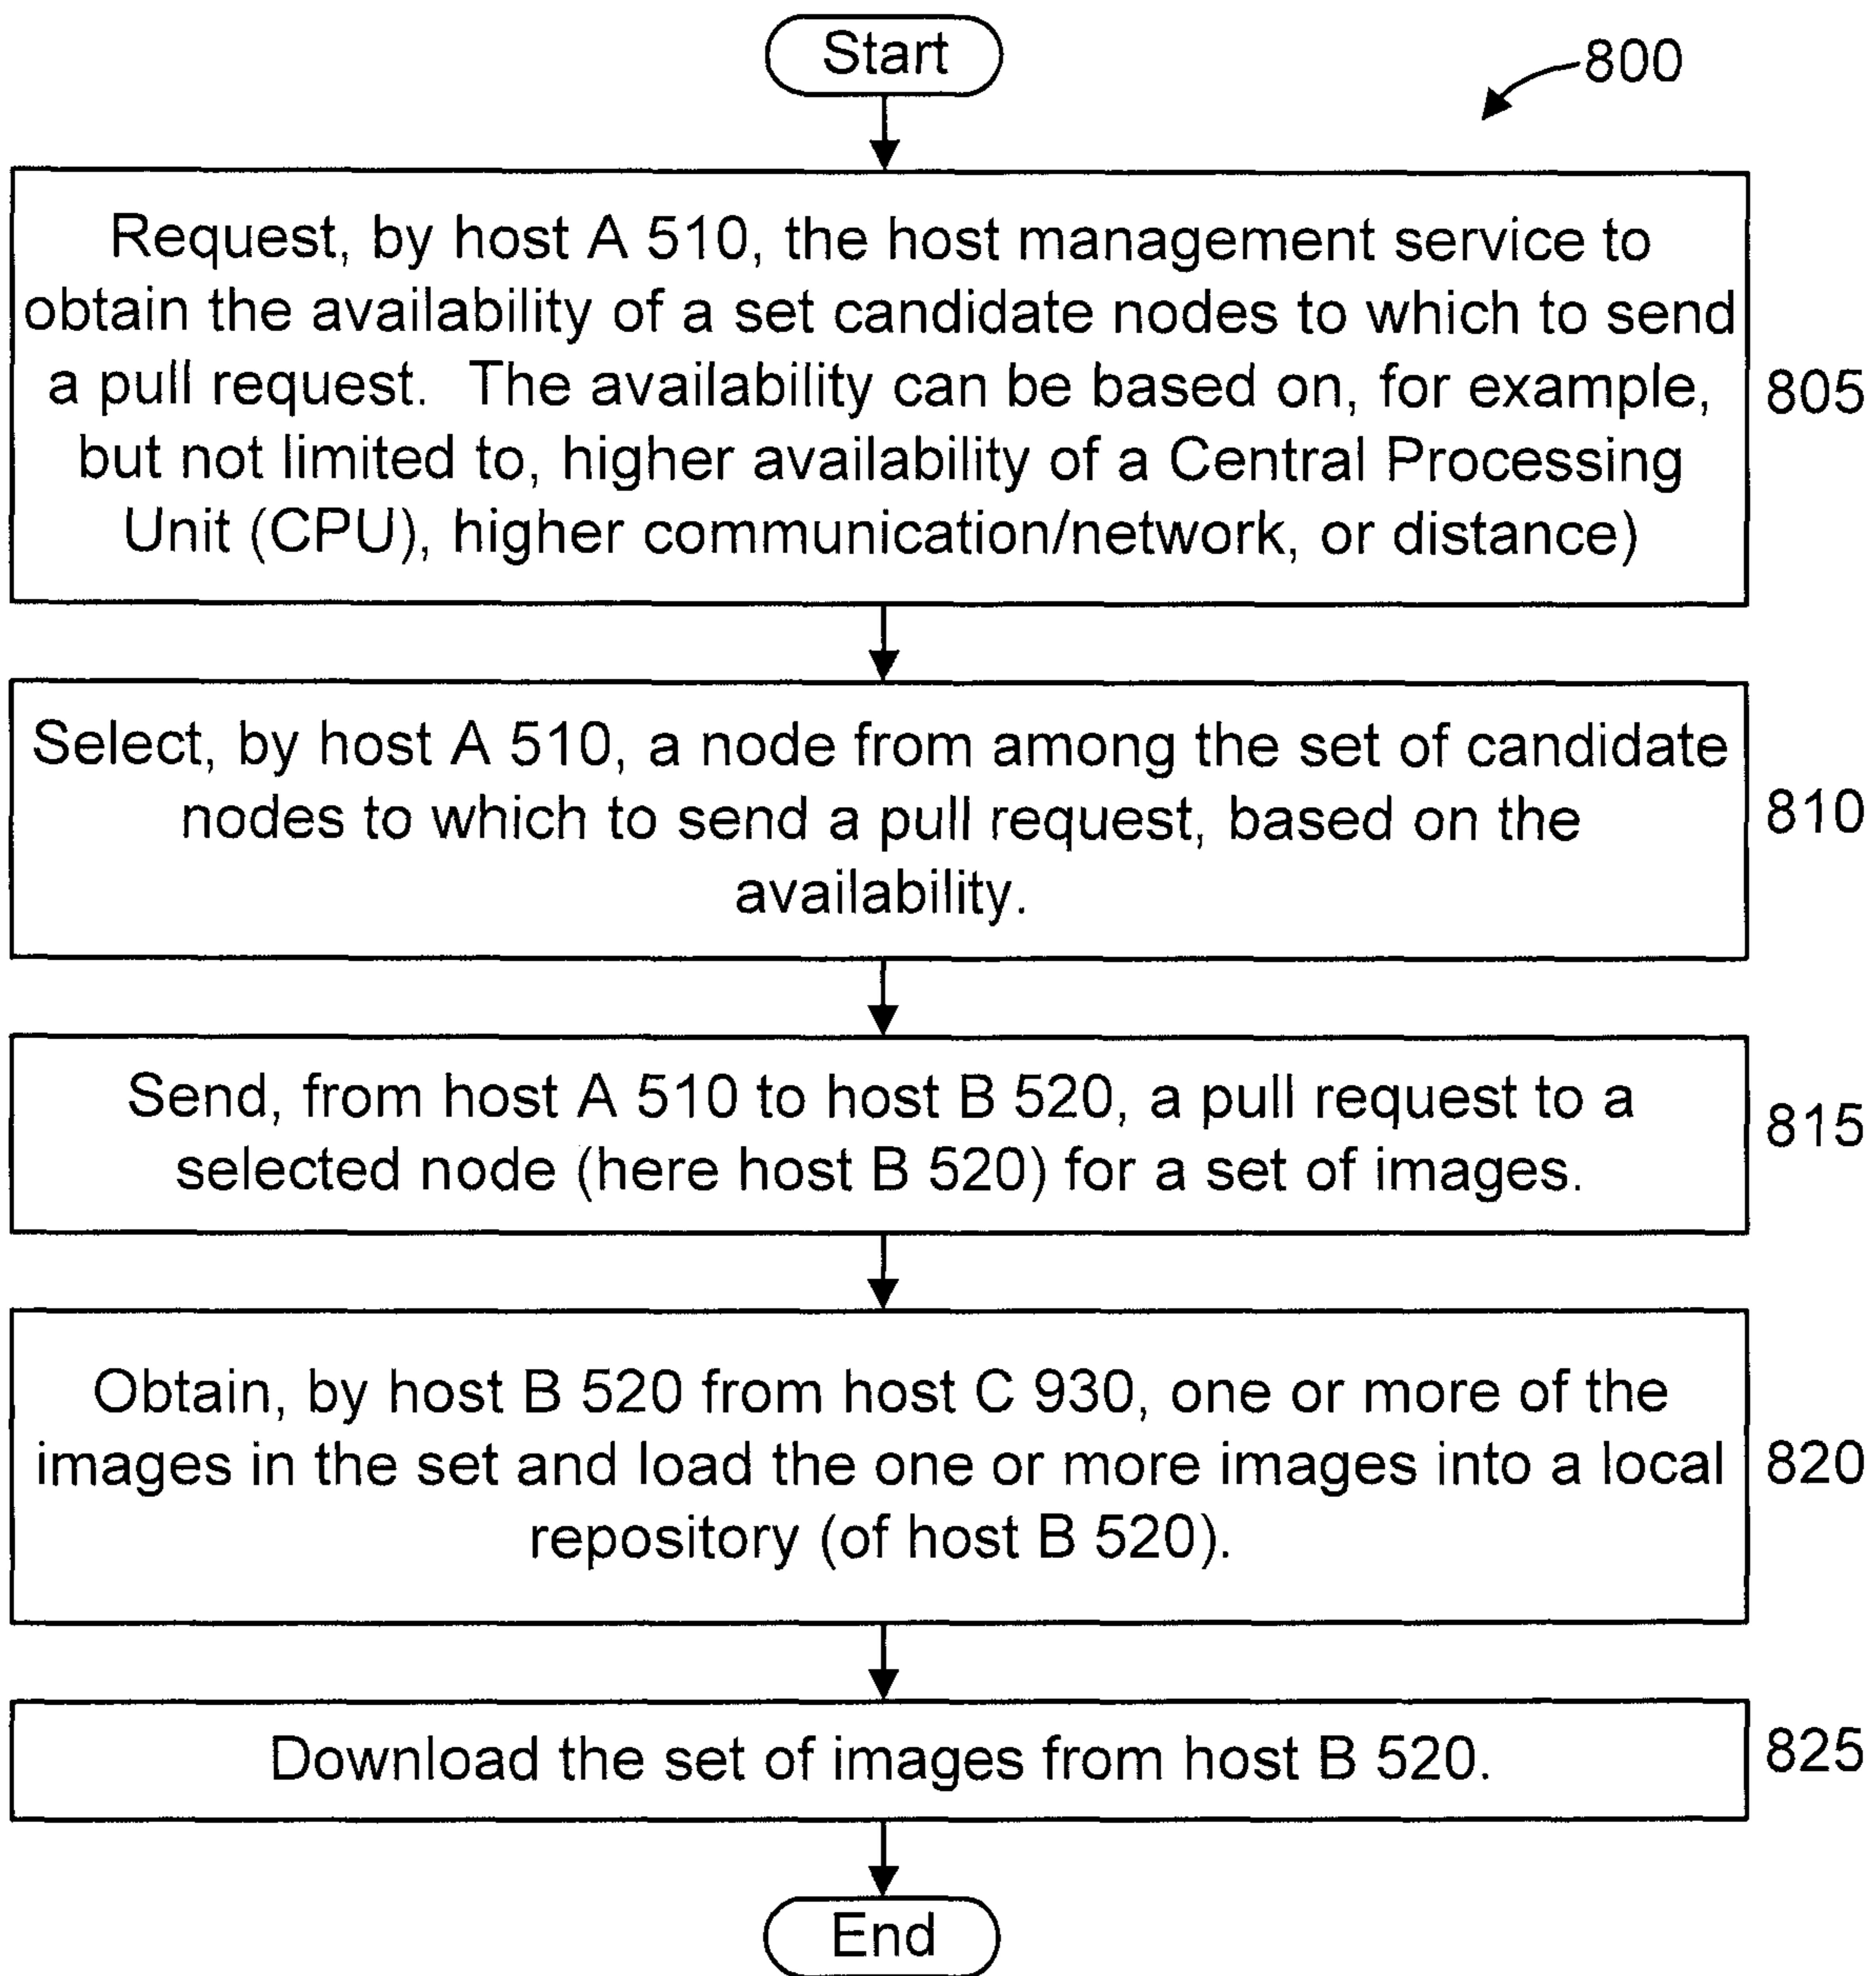 Start
800
Request, by host A 510, the host management service to
obtain the availability of a set candidate nodes to which to send
a pull request. The availability can be based on, for example,
but not limited to, higher availability of a Central Processing
Unit (CPU), higher communication/network, or distance)
805
Select, by host A 510, a node from among the set of candidate
nodes to which to send a pull request, based on the
availability.
810
Send, from host A 510 to host B 520, a pull request to a
selected node (here host B 520) for a set of images.
815
Obtain, by host B 520 from host C 930, one or more of the
images in the set and load the one or more images into a local
repository (of host B 520).
820
Download the set of images from host B 520.
825
End